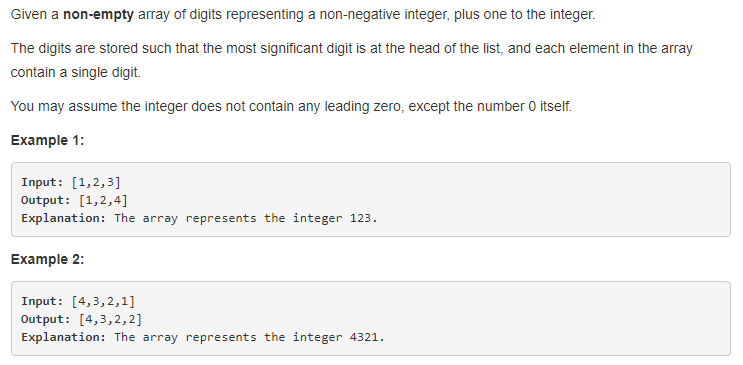 Given a non-empty array of digits representing a non-negative integer, plus one to the integer.
The digits are stored such that the most significant digit is at the head of the list, and each element in the array
contain a single digit.
You may assume the integer does not contain any leading zero, except the number 0 itself.
Example 1:
Input: [1,2,3]
Output: [1,2,4]
Explanation: The array represents the integer 123.
Example 2:
Input: [4,3,2,1]
Output: [4,3,2,2]
Explanation: The array represents the integer 4321.